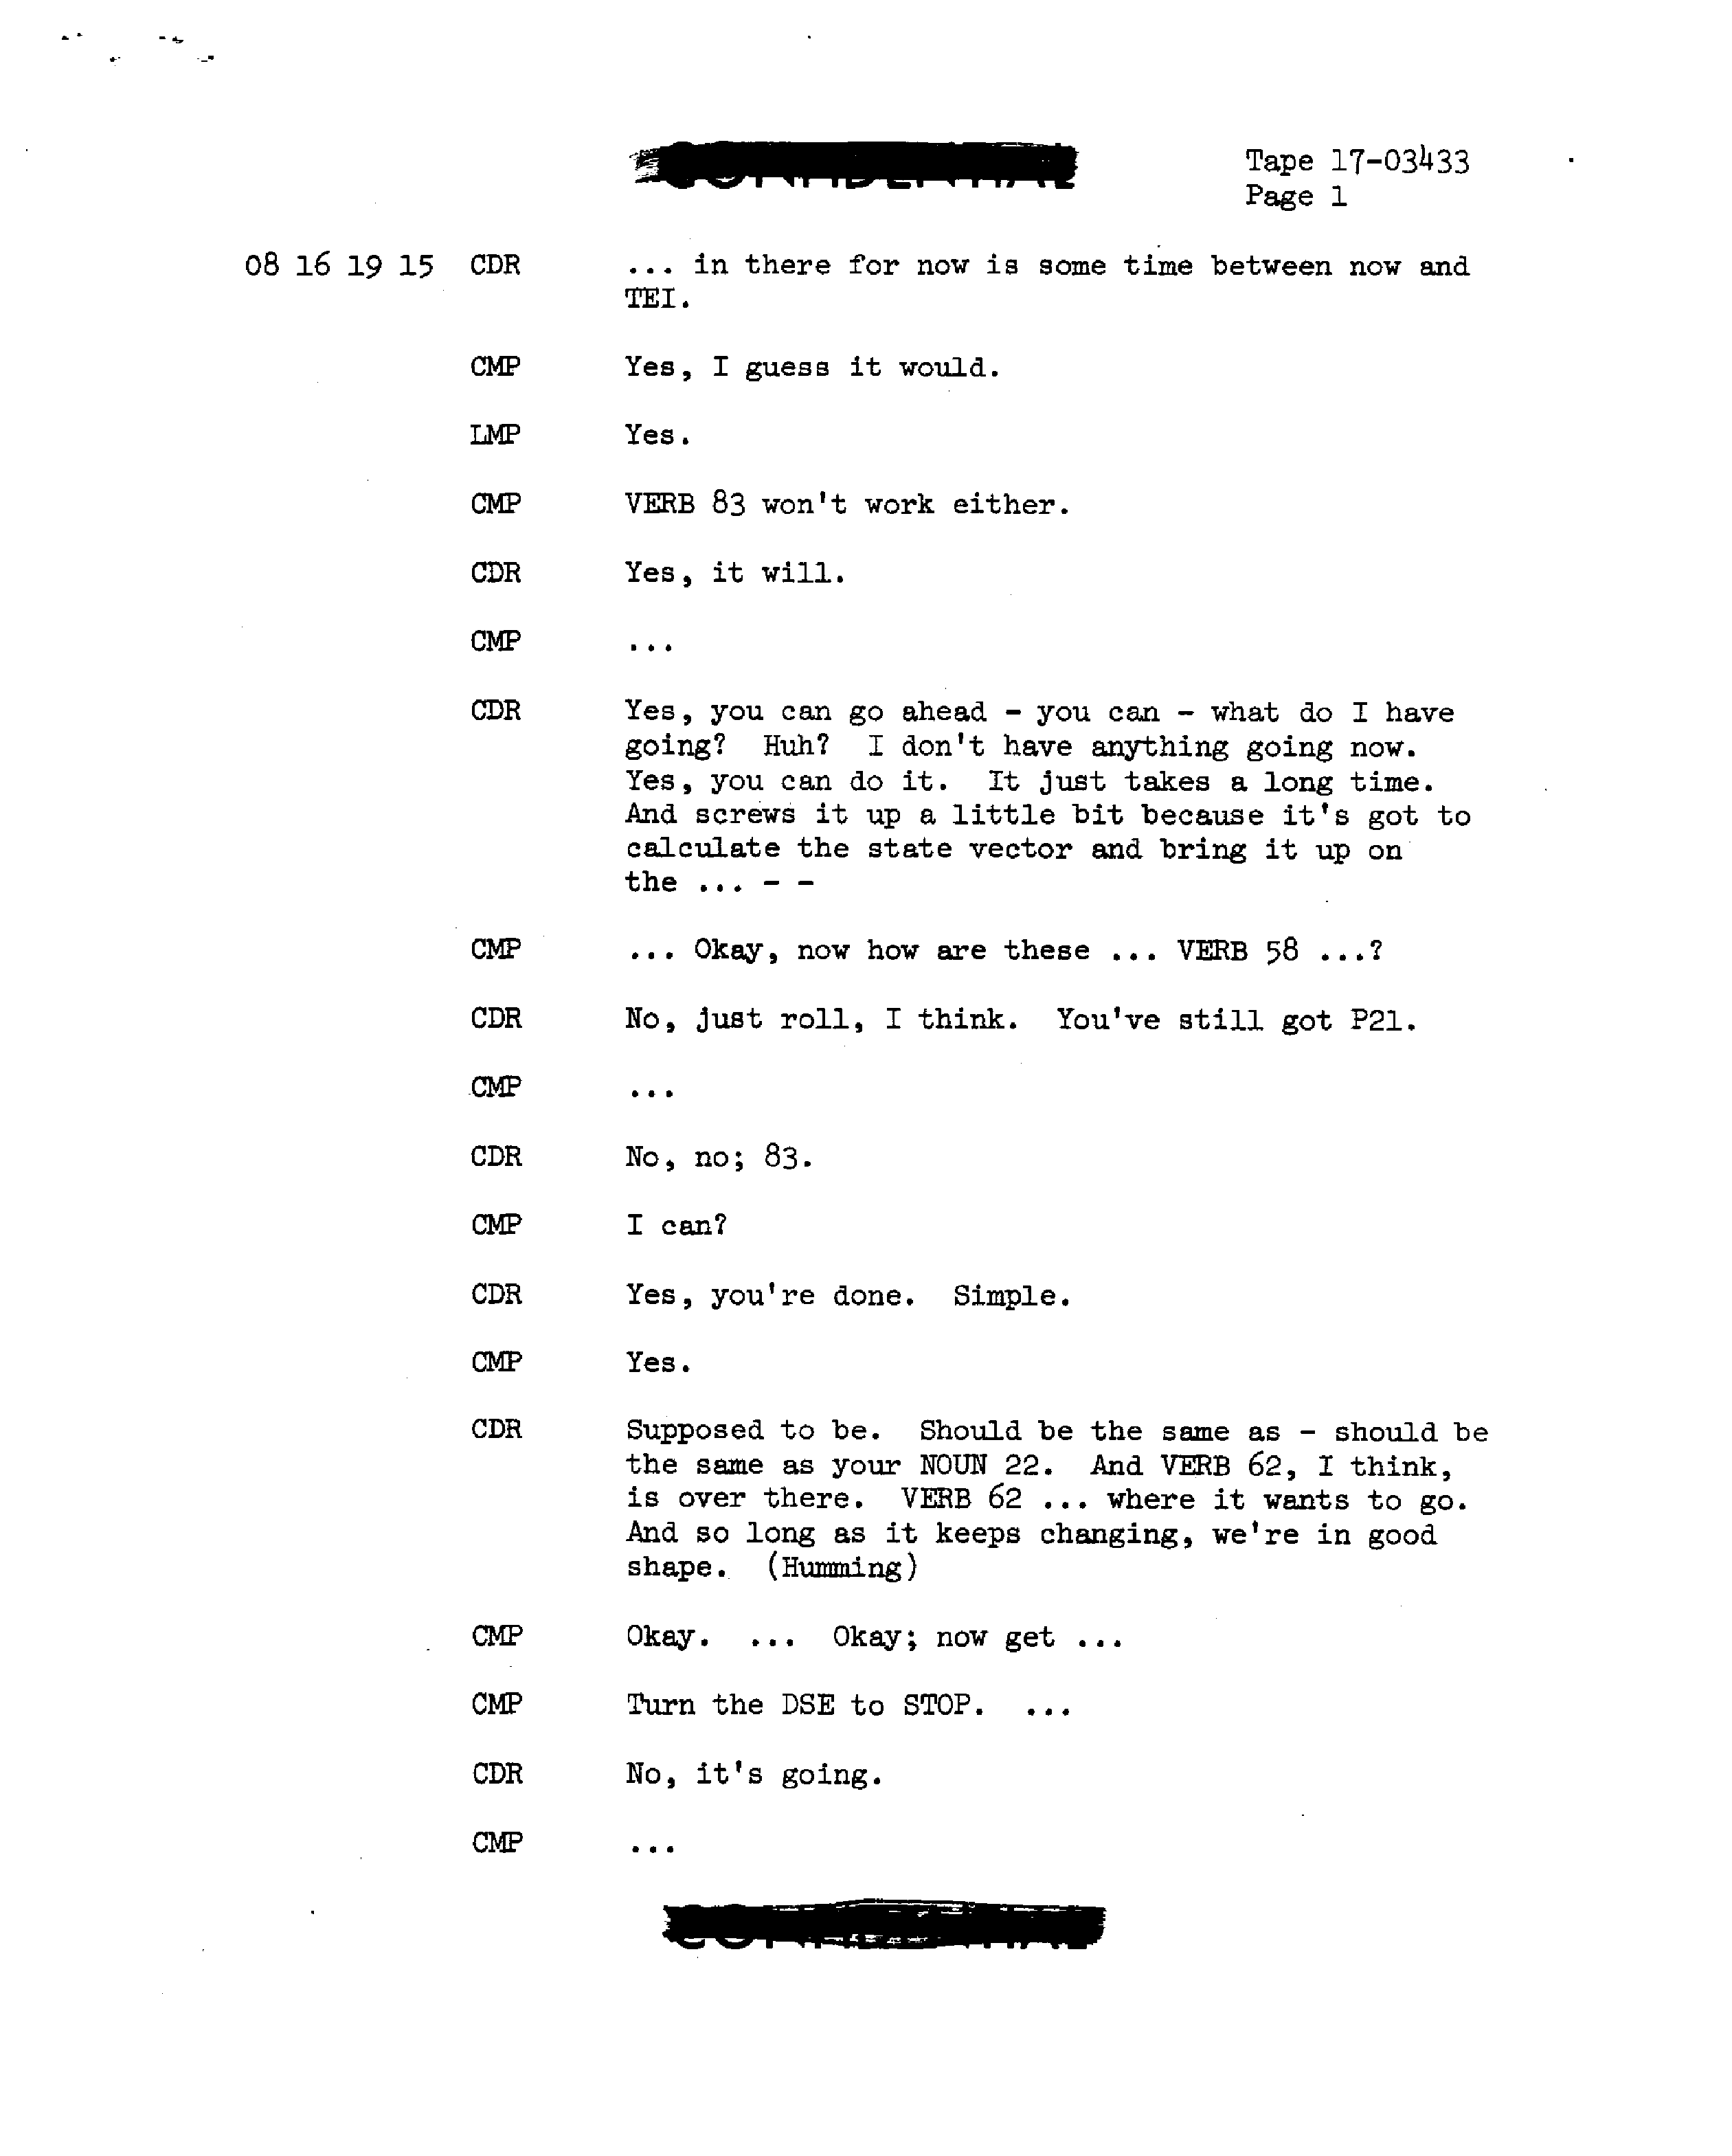 Tape 17-03433
Page 1
08 16 19 15 CDR ... in there for now is some time between now and
TEI.
CMP Yes, I guess it would.
LMP Yes.
CMP VERB 83 won't work either.
CDR Yes, it will.
CMP ...
CDR Yes, you can go ahead - you can - what do I have
going? Huh? I don't have anything going now.
Yes, you can do it. It just takes a long time.
And screws it up a little bit because it's got to
calculate the state vector and bring it up on
the ... - -
CMP ... Okay, now how are these ... VERB 58 ...?
CDR No, just roll, I think. You've still got P21.
CMP ...
CDR No, no; 83.
CMP I can?
CDR Yes, you're done. Simple.
CMP Yes.
CDR Supposed to be. Should be the same as - should be
the same as your NOUN 22. And VERB 62, I think,
is over there. VERB 62 ... where it wants to go.
And so long as it keeps changing, we're in good
shape. (Humming)
CMP Okay. ... Okay; now get ...
CMP Turn the DSE to STOP. ...
CDR No, it's going.
CMP ...